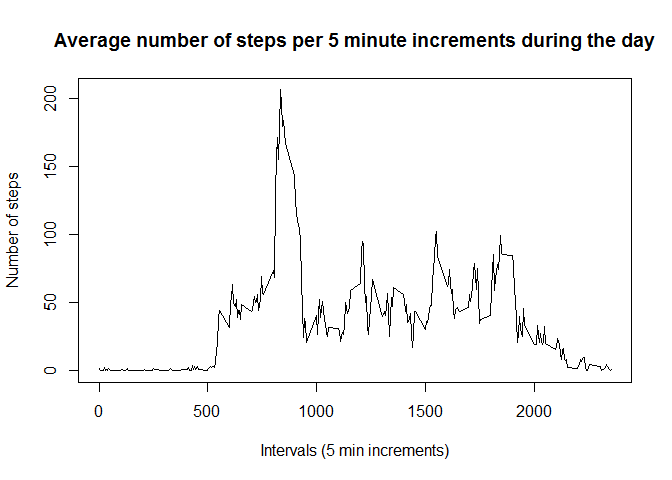 Average number of steps per 5 minute increments during the day
Number of steps
200
150
100
50
0
0 500 1000 1500 2000
Intervals (5 min increments)